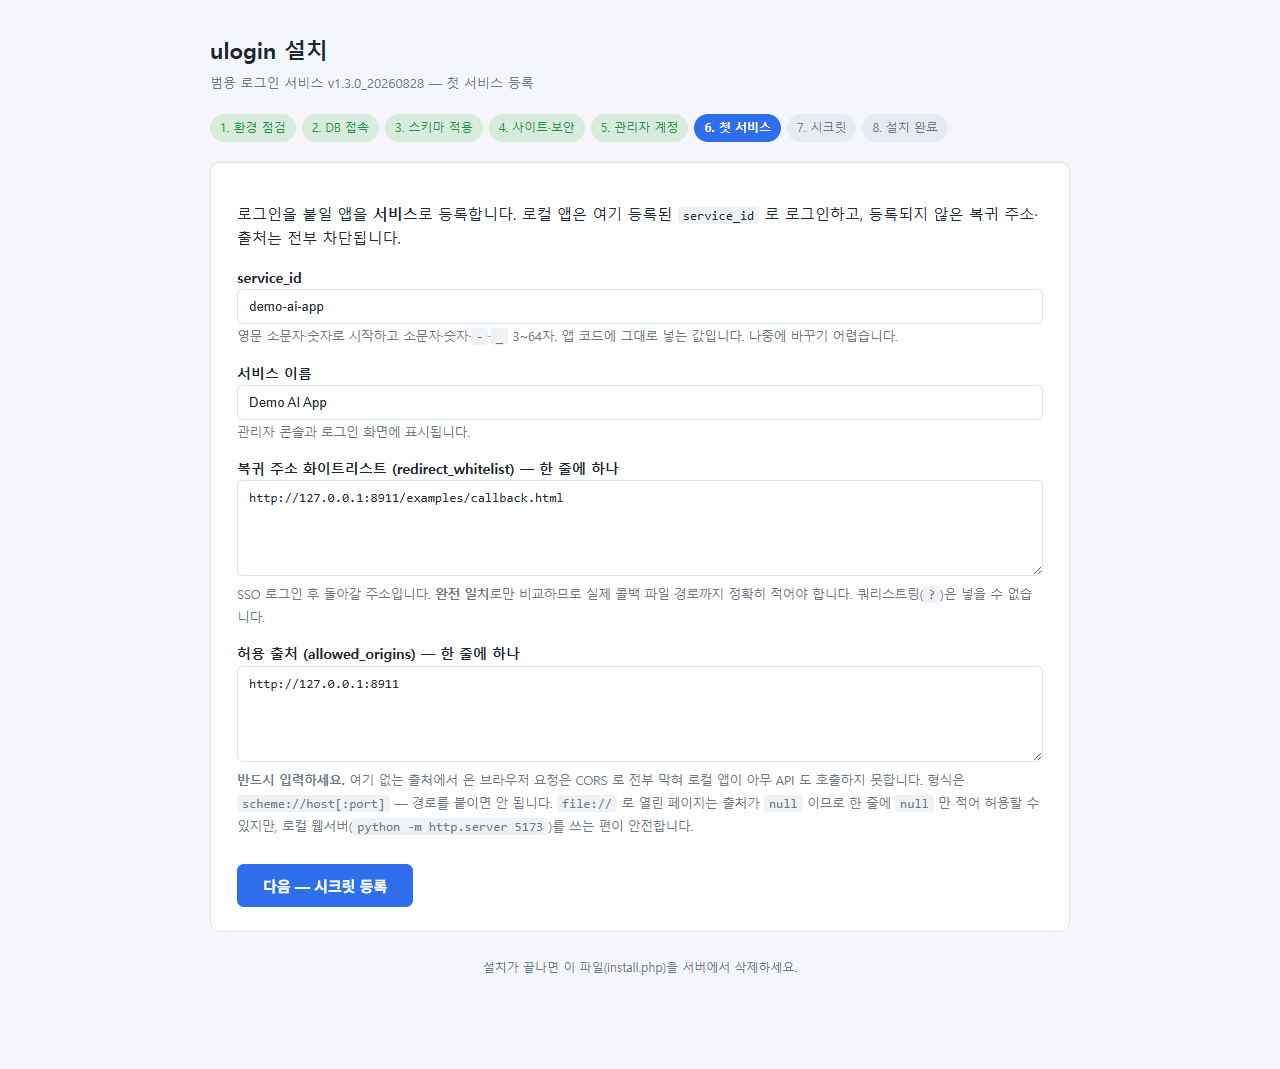 ulogin 설치
범용 로그인 서비스 v1.3.0_20260828 — 첫 서비스 등록
1. 환경 점검
2. DB 접속
3. 스키마 적용
4. 사이트·보안
5. 관리자 계정
6. 첫 서비스
7. 시크릿
8. 설치 완료
로그인을 붙일 앱을 서비스로 등록합니다. 로컬 앱은 여기 등록된 service_id 로 로그인하고, 등록되지 않은 복귀 주소·
출처는 전부 차단됩니다.
service_id
demo-ai-app
영문 소문자·숫자로 시작하고 소문자·숫자·-·_ 3~64자. 앱 코드에 그대로 넣는 값입니다. 나중에 바꾸기 어렵습니다.
서비스 이름
Demo AI App
관리자 콘솔과 로그인 화면에 표시됩니다.
복귀 주소 화이트리스트 (redirect_whitelist) — 한 줄에 하나
http://127.0.0.1:8911/examples/callback.html
SSO 로그인 후 돌아갈 주소입니다. 완전 일치로만 비교하므로 실제 콜백 파일 경로까지 정확히 적어야 합니다. 쿼리스트링(?)은 넣을 수 없습
니다.
허용 출처 (allowed_origins) — 한 줄에 하나
http://127.0.0.1:8911
반드시 입력하세요. 여기 없는 출처에서 온 브라우저 요청은 CORS 로 전부 막혀 로컬 앱이 아무 API 도 호출하지 못합니다. 형식은
scheme://host[:port] — 경로를 붙이면 안 됩니다. file:// 로 열린 페이지는 출처가 null 이므로 한 줄에 null 만 적어 허용할 수
있지만, 로컬 웹서버(python -m http.server 5173)를 쓰는 편이 안전합니다.
다음 — 시크릿 등록
설치가 끝나면 이 파일(install.php)을 서버에서 삭제하세요.